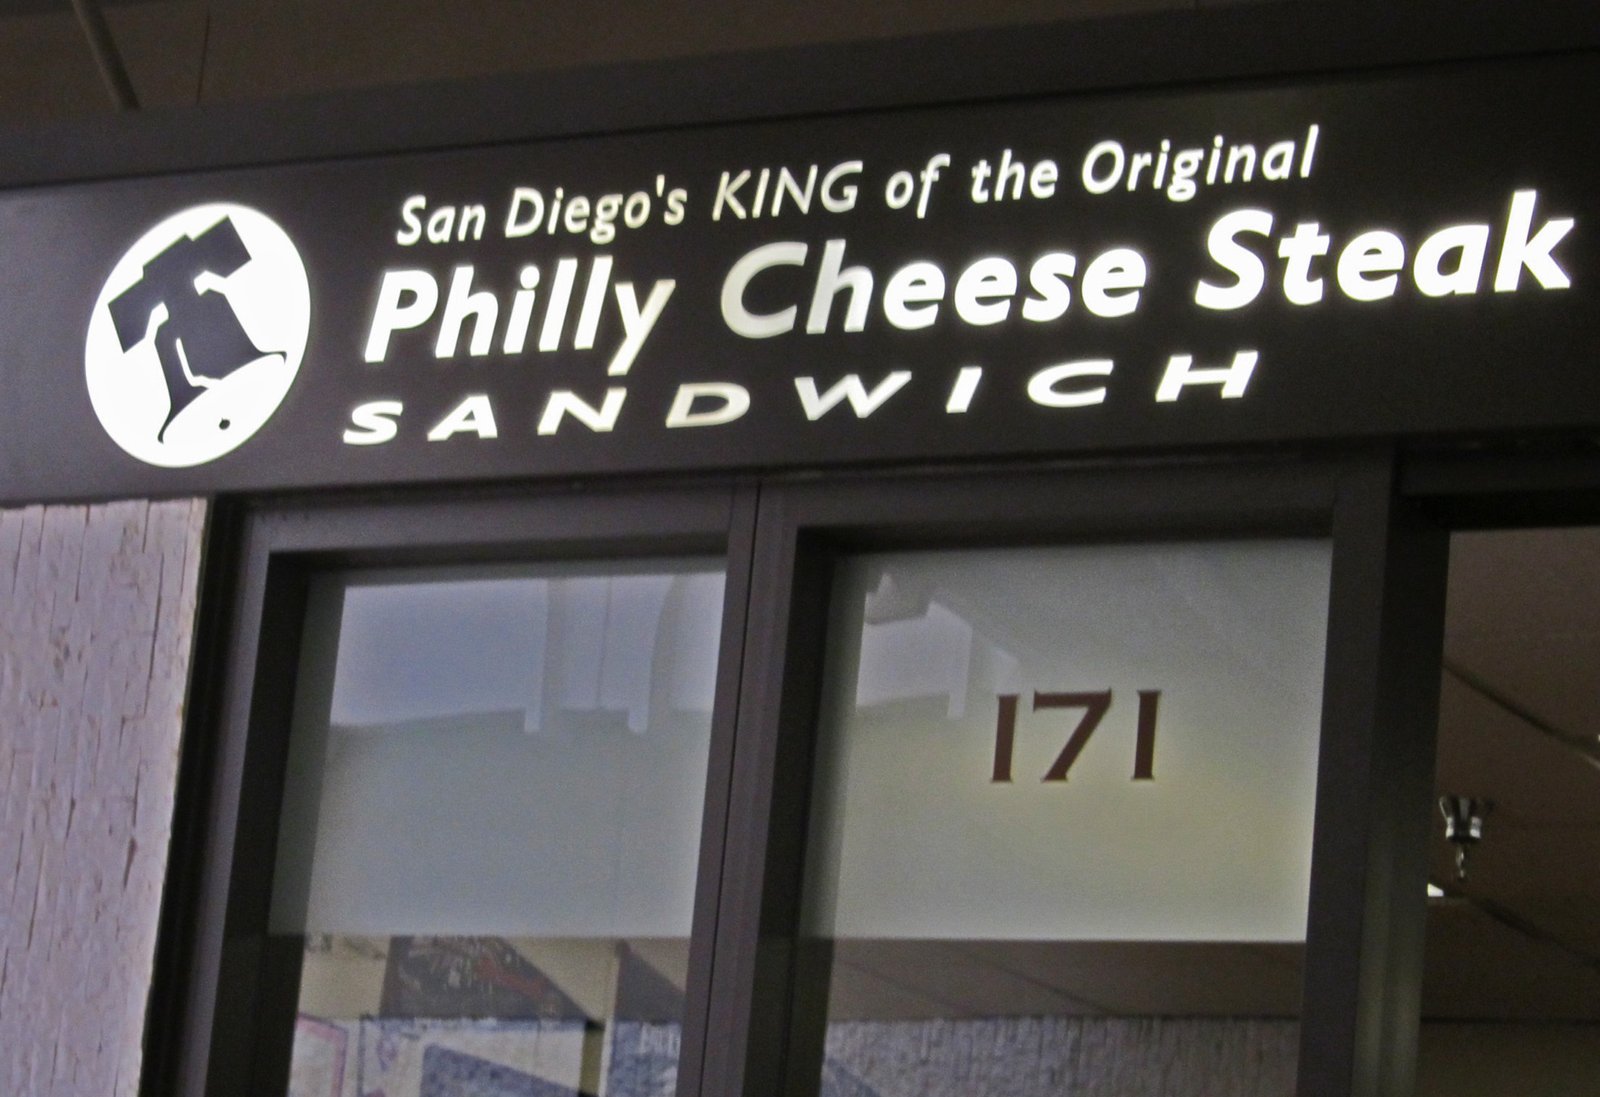 San Diego's KING of the Original
Philly Cheese Steak
SANDWICH
171